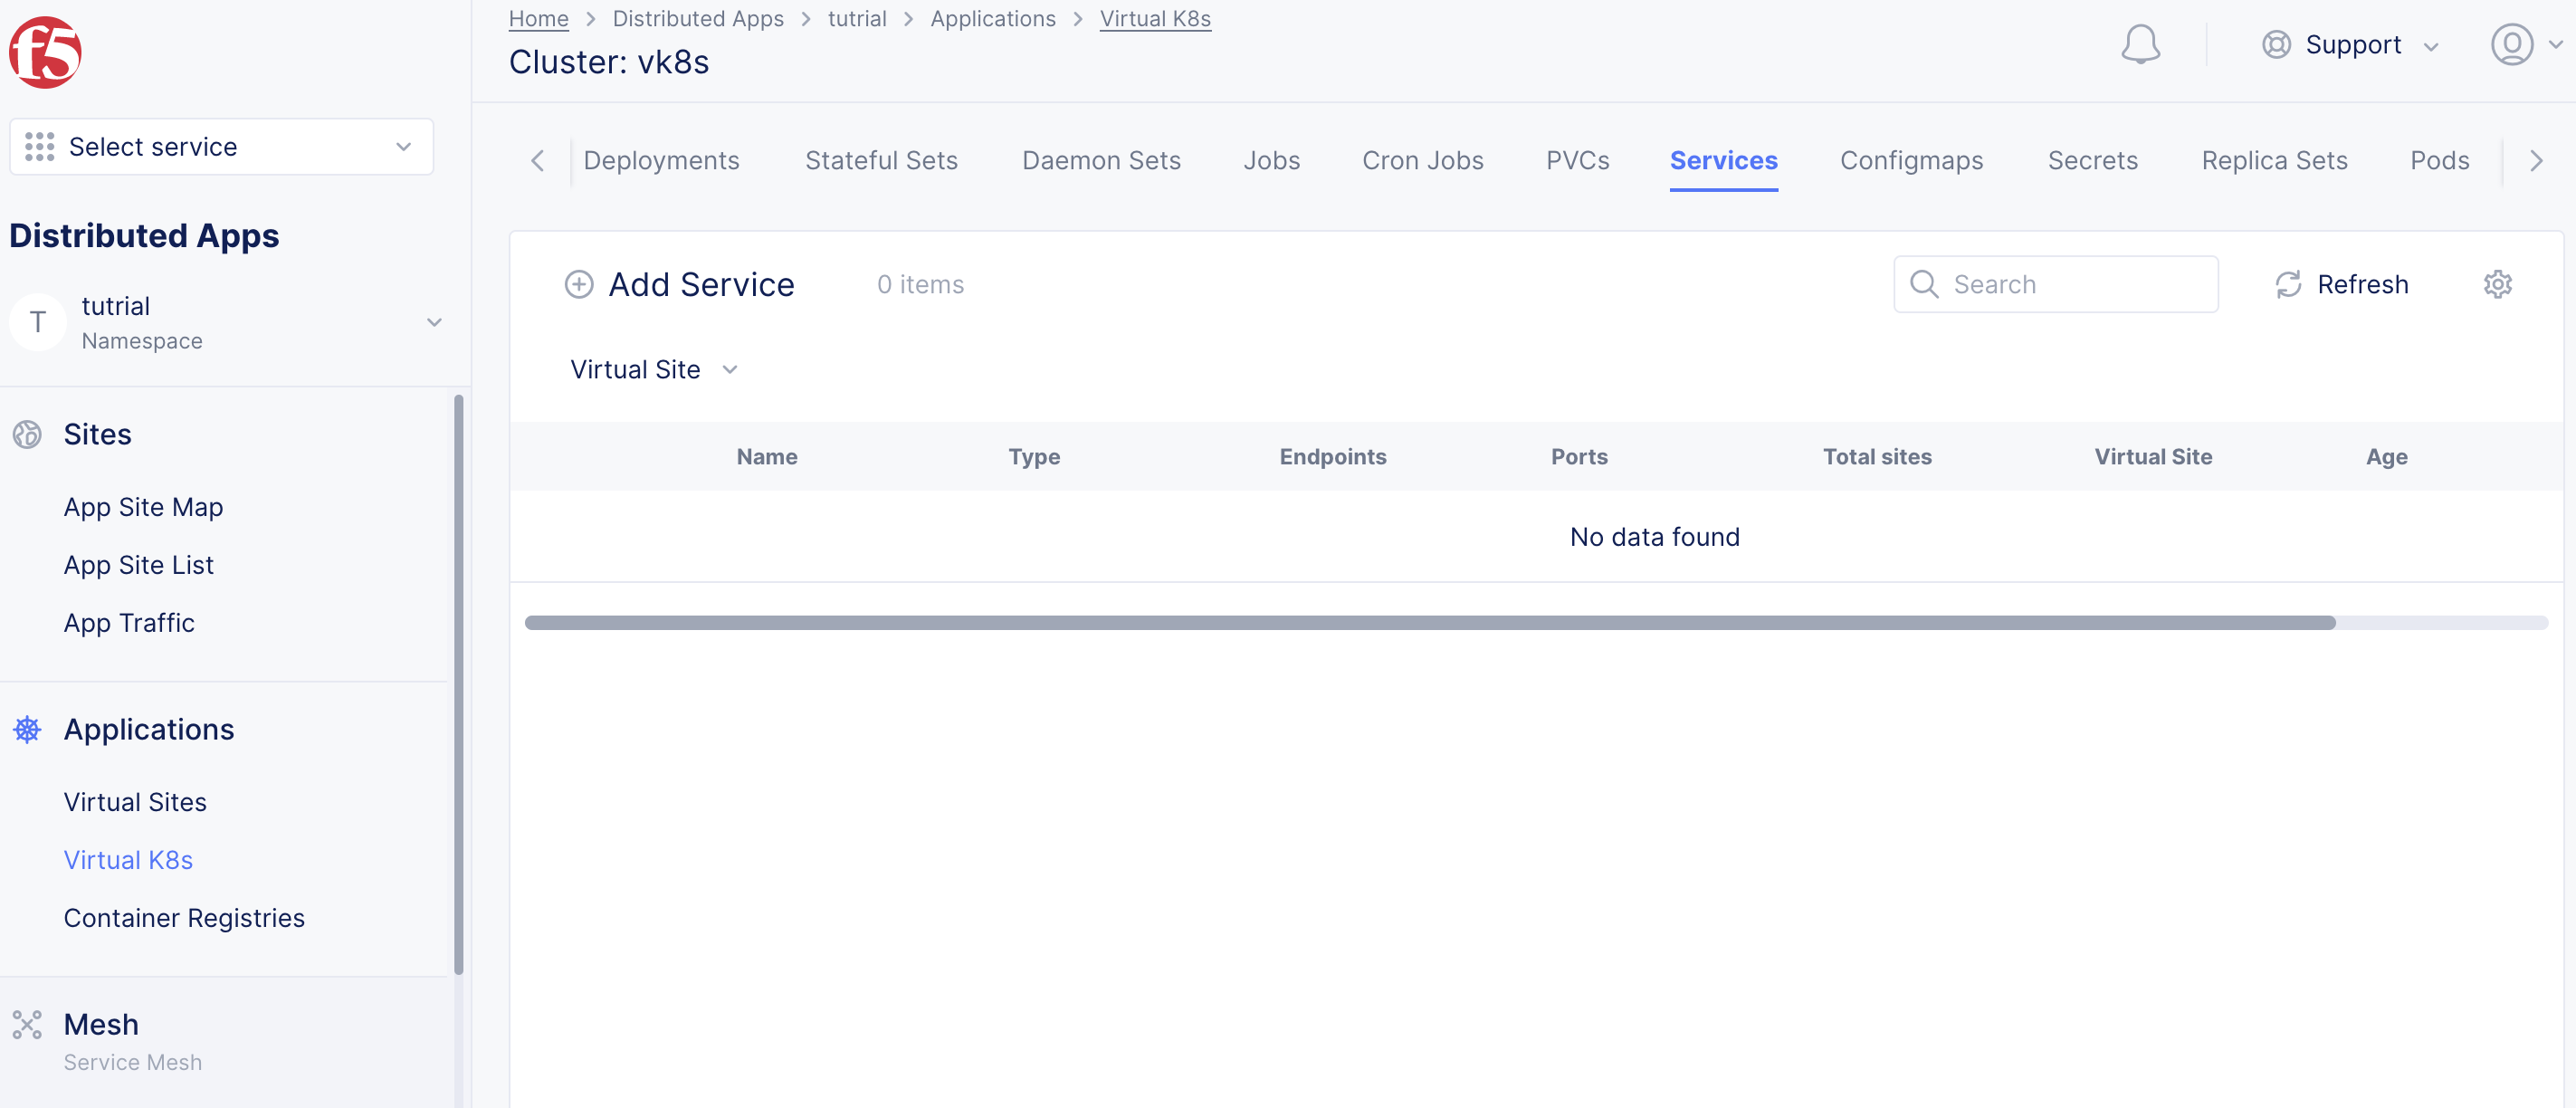 f5
Select service
Distributed Apps
T
tutrial
Namespace
Sites
App Site Map
App Site List
App Traffic
Applications
Virtual Sites
Virtual K8s
Container Registries
Mesh
Service Mesh
Home > Distributed Apps > tutrial > Applications > Virtual K8s
Cluster: vk8s
Support
Deployments Stateful Sets Daemon Sets Jobs Cron Jobs PVCs Services Configmaps Secrets Replica Sets Pods
Add Service 0 items Search Refresh
Virtual Site
Name Type Endpoints Ports Total sites Virtual Site Age
No data found